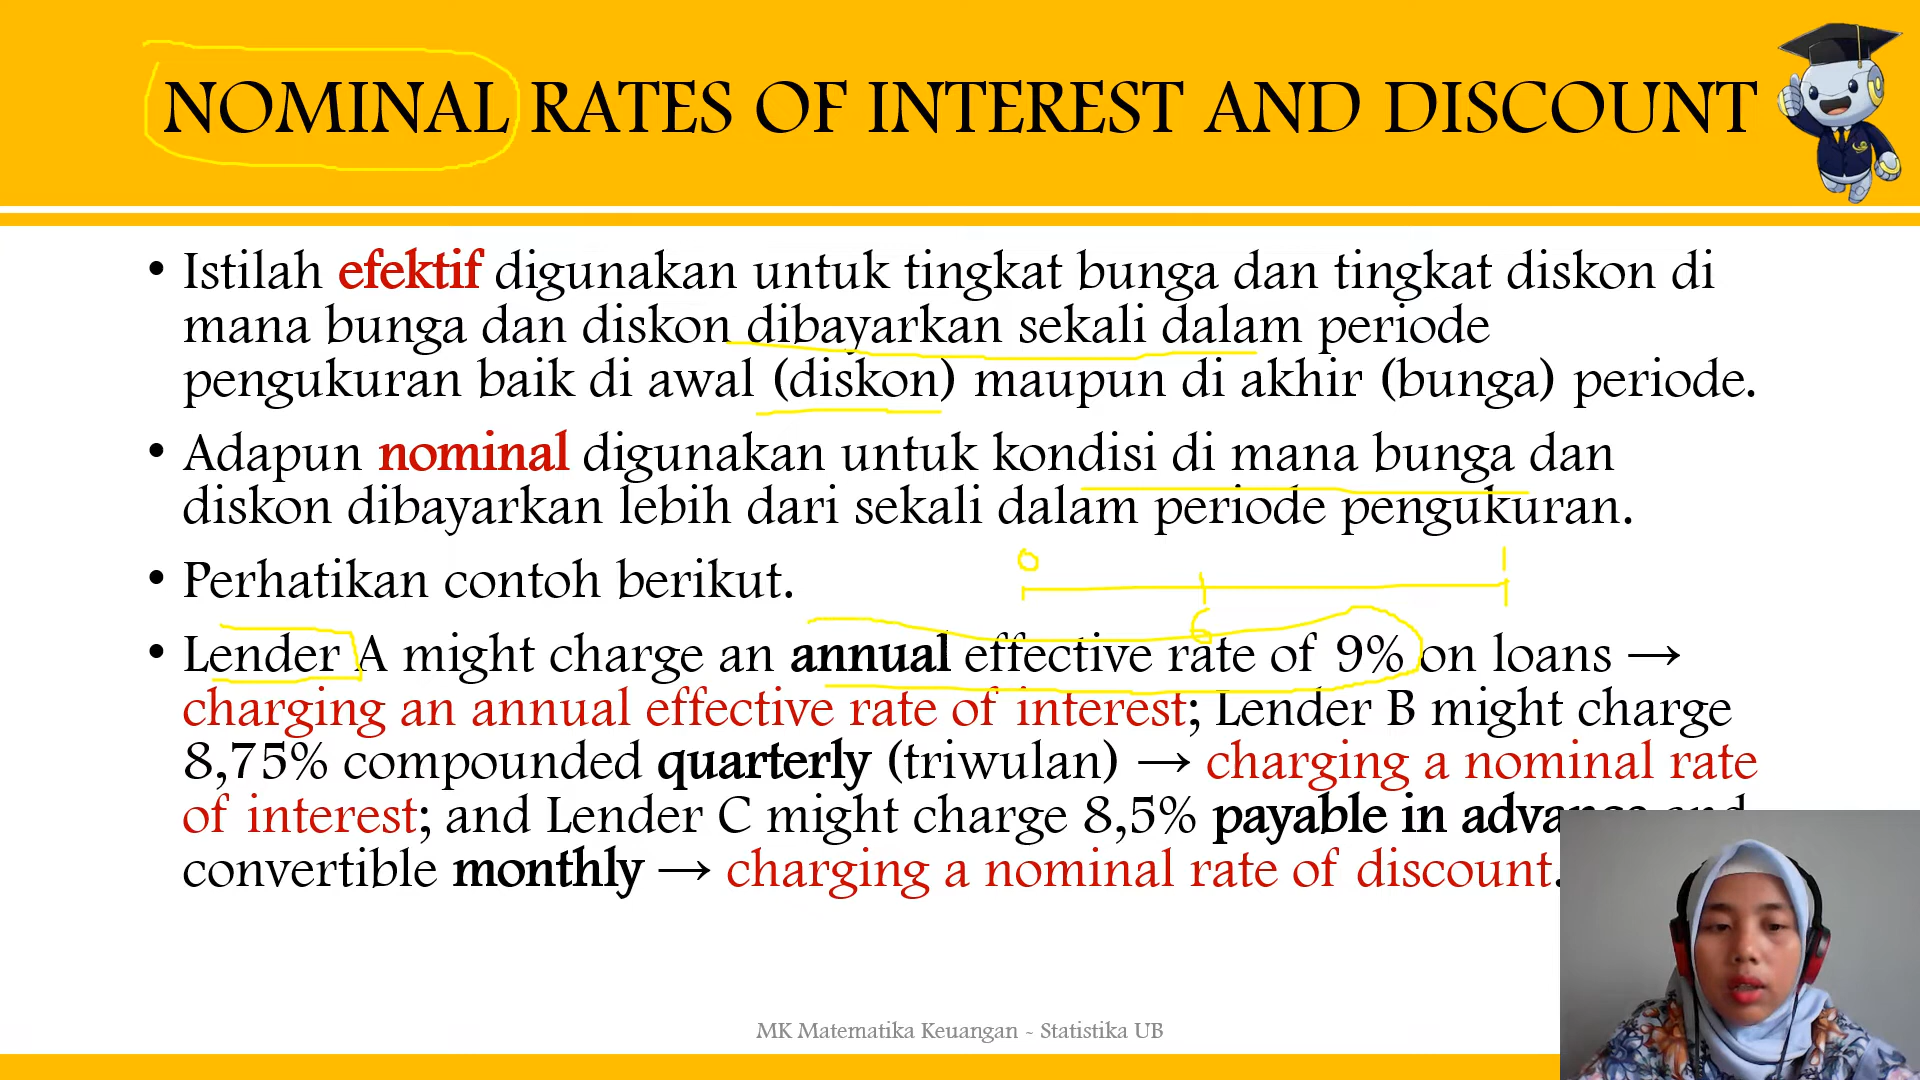 NOMINAL RATES OF INTEREST AND DISCOUNT
• Istilah efektif digunakan untuk tingkat bunga dan tingkat diskon di
mana bunga dan diskon dibayarkan sekali dalam periode
pengukuran baik di awal (diskon) maupun di akhir (bunga) periode.
• Adapun nominal digunakan untuk kondisi di mana bunga dan
diskon dibayarkan lebih dari sekali dalam periode pengukuran.
0 1
• Perhatikan contoh berikut.
6
• Lender A might charge an annual effective rate of 9% on loans →
charging an annual effective rate of interest; Lender B might charge
8,75% compounded quarterly (triwulan) → charging a nominal rate
of interest; and Lender C might charge 8,5% payable in advance and
convertible monthly → charging a nominal rate of discount.
MK Matematika Keuangan ~ Statistika UB